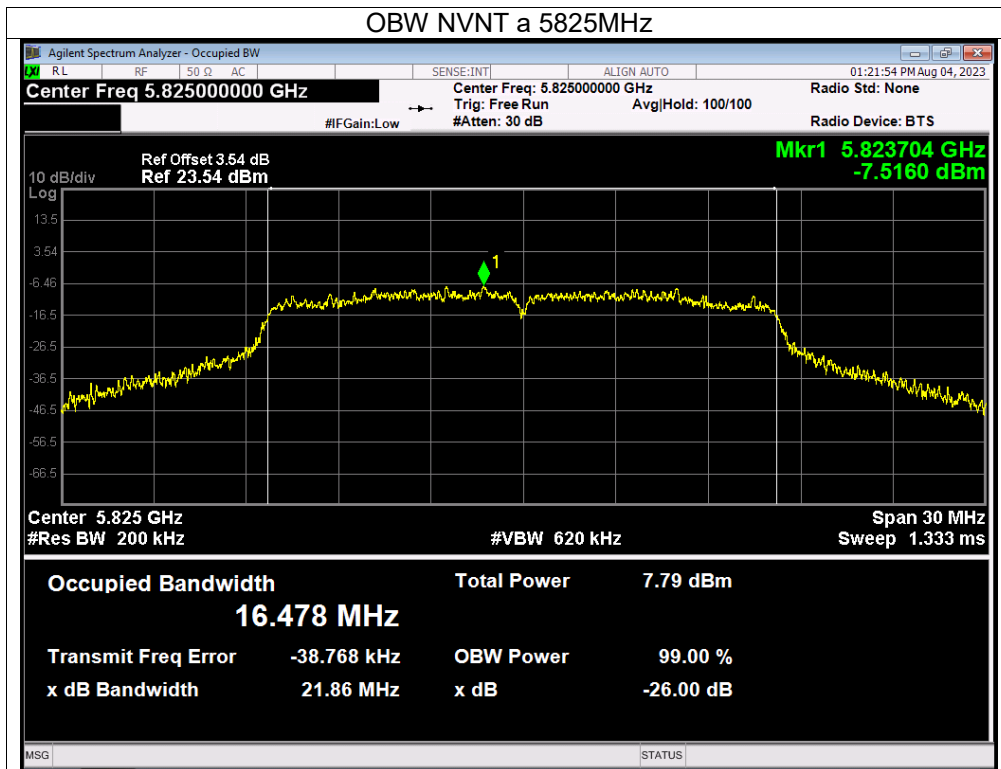 OBW NVNT a 5825MHz
Agilent Spectrum Analyzer - Occupied BW
LXI RL RF 50 Ω AC SENSE:INT ALIGN AUTO 01:21:54 PM Aug 04, 2023
Center Freq 5.825000000 GHz Center Freq: 5.825000000 GHz Radio Std: None
Trig: Free Run Avg|Hold: 100/100
#IFGain:Low #Atten: 30 dB Radio Device: BTS
Mkr1 5.823704 GHz
-7.5160 dBm
Ref Offset 3.54 dB
10 dB/div Ref 23.54 dBm
Log
13.5
3.54
1
-6.46
-16.5
-26.5
-36.5
-46.5
-56.5
-66.5
Center 5.825 GHz Span 30 MHz
#Res BW 200 kHz #VBW 620 kHz Sweep 1.333 ms
Occupied Bandwidth Total Power 7.79 dBm
16.478 MHz
Transmit Freq Error -38.768 kHz OBW Power 99.00 %
x dB Bandwidth 21.86 MHz x dB -26.00 dB
MSG STATUS